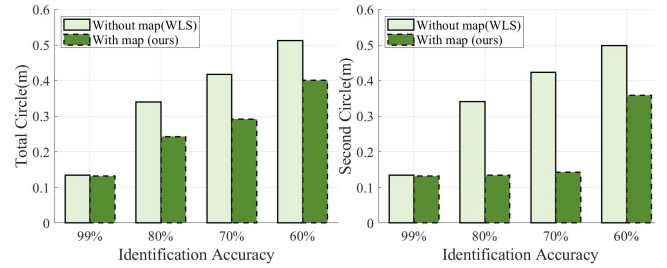 Total Circle(m)
0.6
0.5
0.4
0.3
0.2
0.1
0
Without map(WLS)
With map (ours)
99% 80% 70% 60%
Identification Accuracy
Second Circle(m)
0.6
0.5
0.4
0.3
0.2
0.1
0
Without map(WLS)
With map (ours)
99% 80% 70% 60%
Identification Accuracy